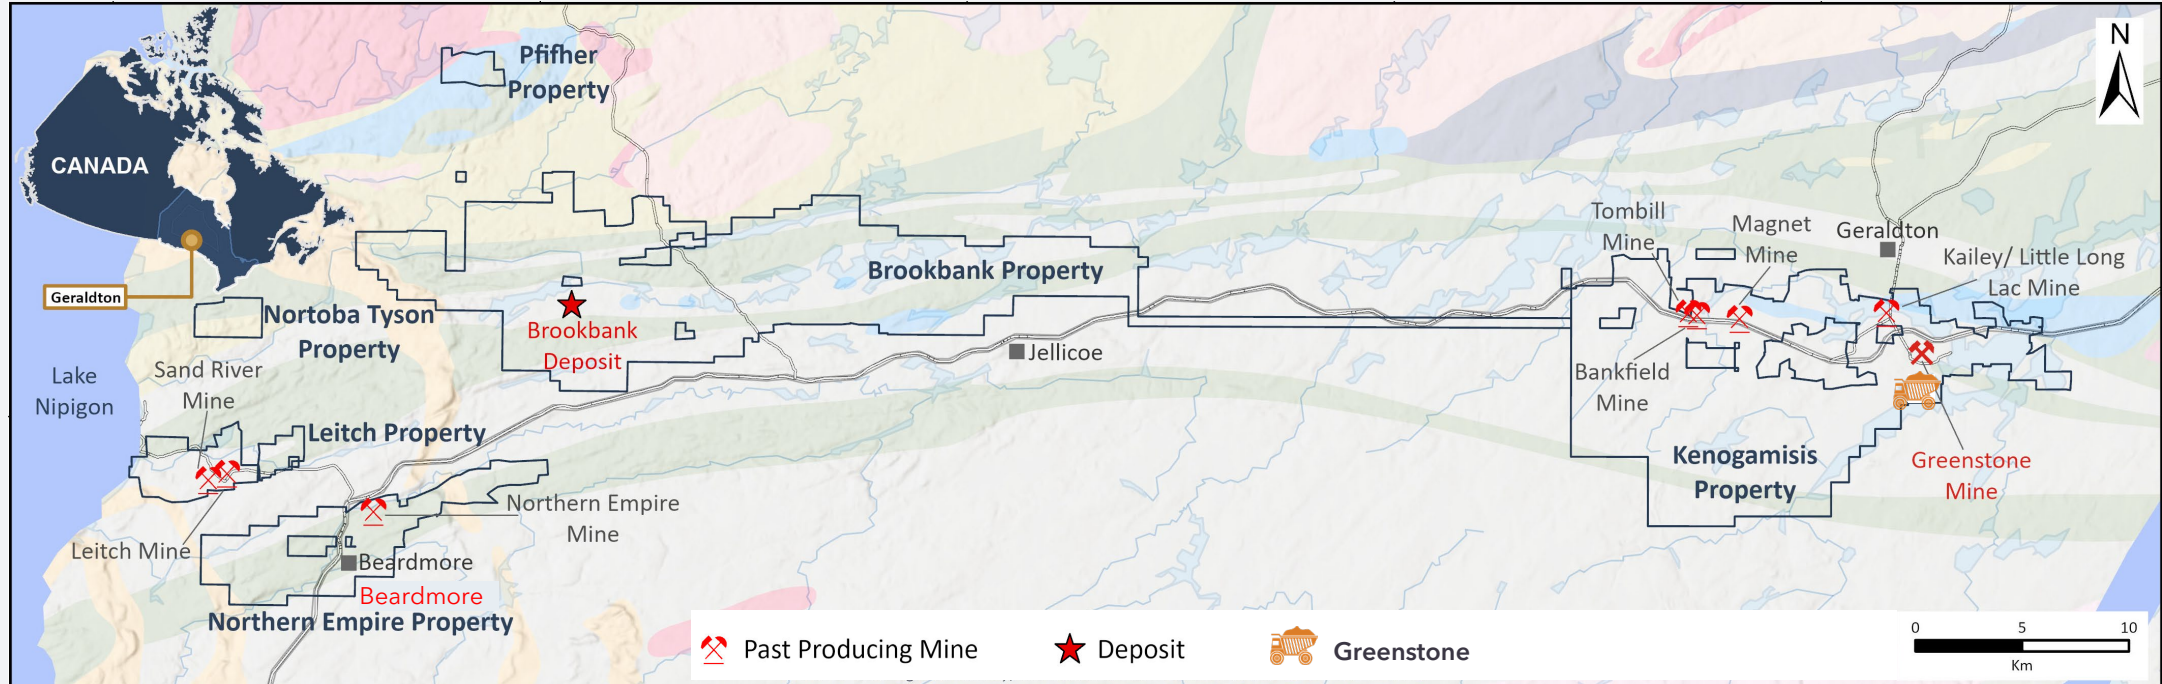 Pfifher
Property
N
CANADA
Geraldton
Tombill
Mine
Magnet
Mine
Geraldton
Kailey/ Little Long
Lac Mine
Brookbank Property
Nortoba Tyson
Property
Brookbank
Deposit
Jellicoe
Lake
Nipigon
Sand River
Mine
Bankfield
Mine
Leitch Property
Kenogamisis
Property
Greenstone
Mine
Northern Empire
Mine
Leitch Mine
Beardmore
Beardmore
Northern Empire Property
Past Producing Mine
Deposit
Greenstone
0 5 10
Km